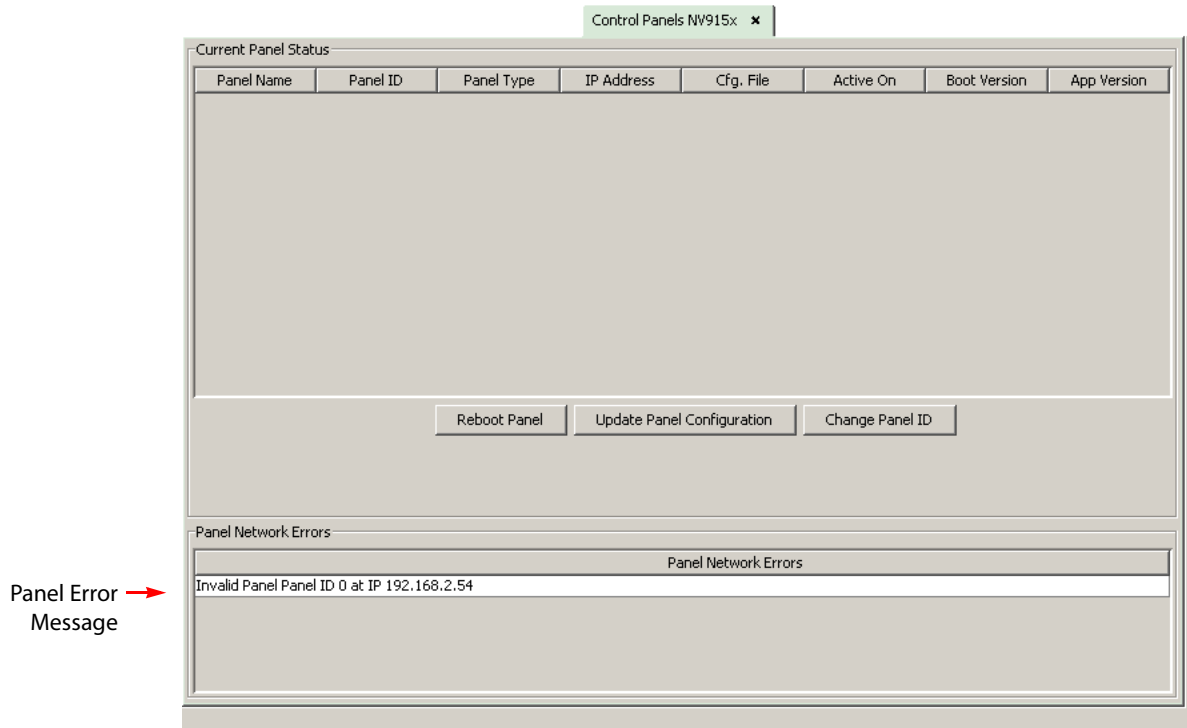 Control Panels NV915x ×
Current Panel Status
Panel Name Panel ID Panel Type IP Address Cfg. File Active On Boot Version App Version
Reboot Panel Update Panel Configuration Change Panel ID
Panel Network Errors
Panel Network Errors
Invalid Panel Panel ID 0 at IP 192.168.2.54
Panel Error
Message